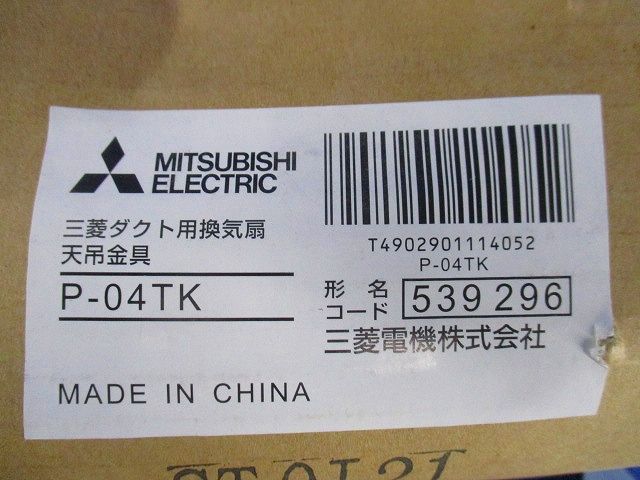 MITSUBISHI
ELECTRIC
三菱ダクト用換気扇
天吊金具
P-04TK
MADE IN CHINA
T4902901114052
P-04TK
形 名
コード 539 296
三菱電機株式会社